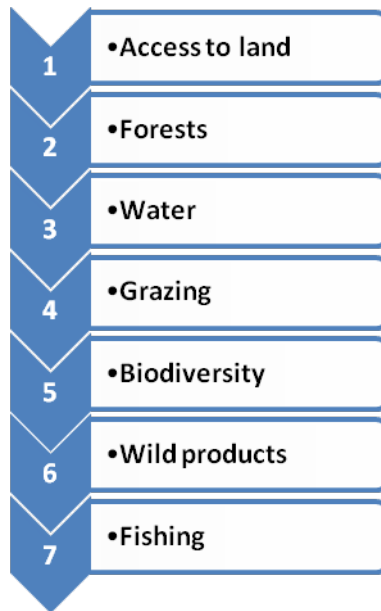 1 •Access to land
2 •Forests
3 •Water
4 •Grazing
5 •Biodiversity
6 •Wild products
7 •Fishing